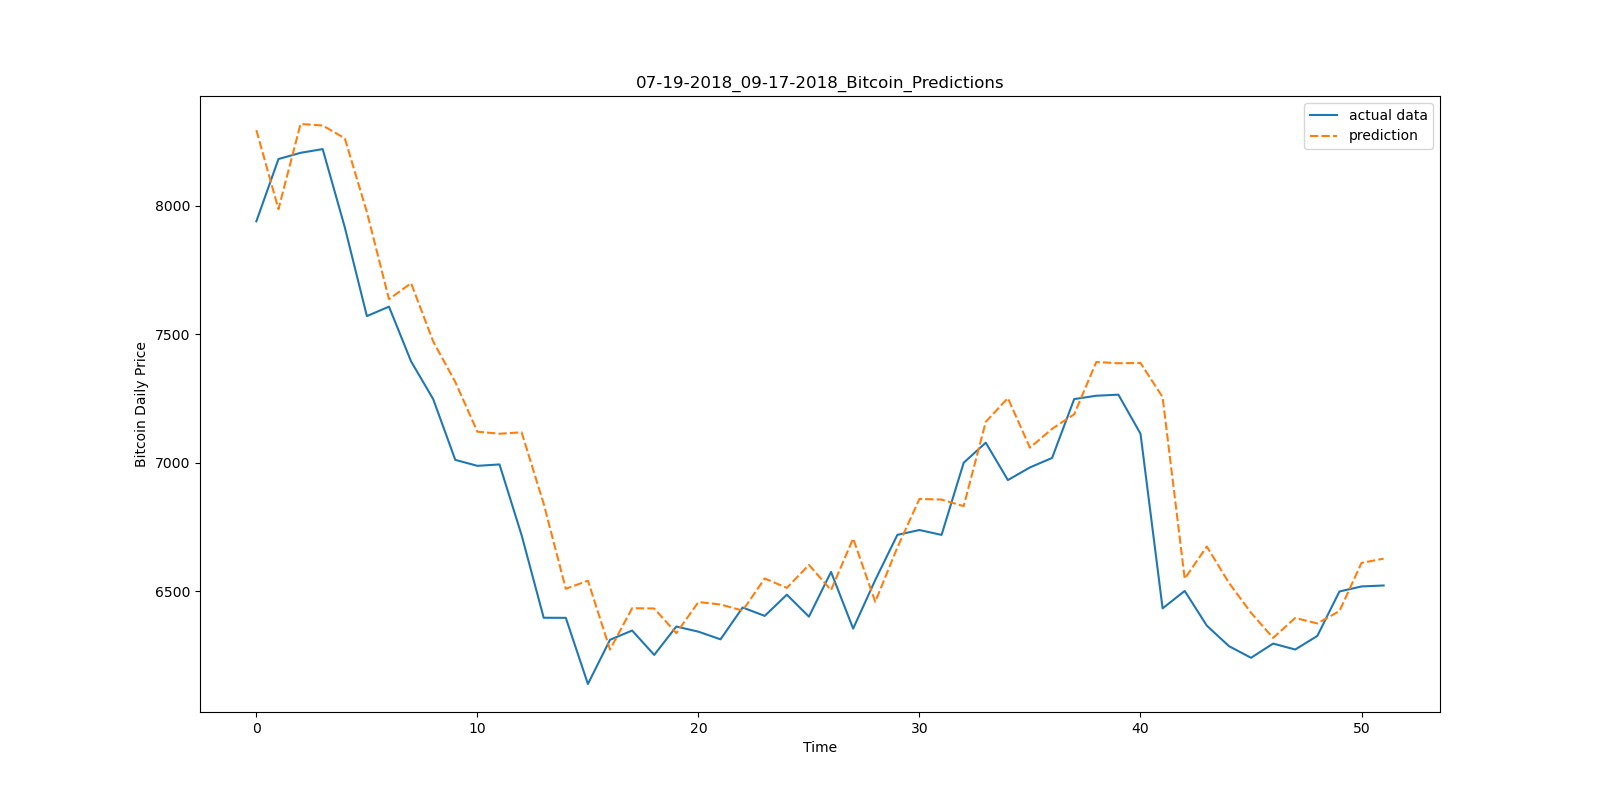 07-19-2018_09-17-2018_Bitcoin_Predictions
actual data
prediction
Bitcoin Daily Price
8000
7500
7000
6500
0 10 20 30 40 50
Time